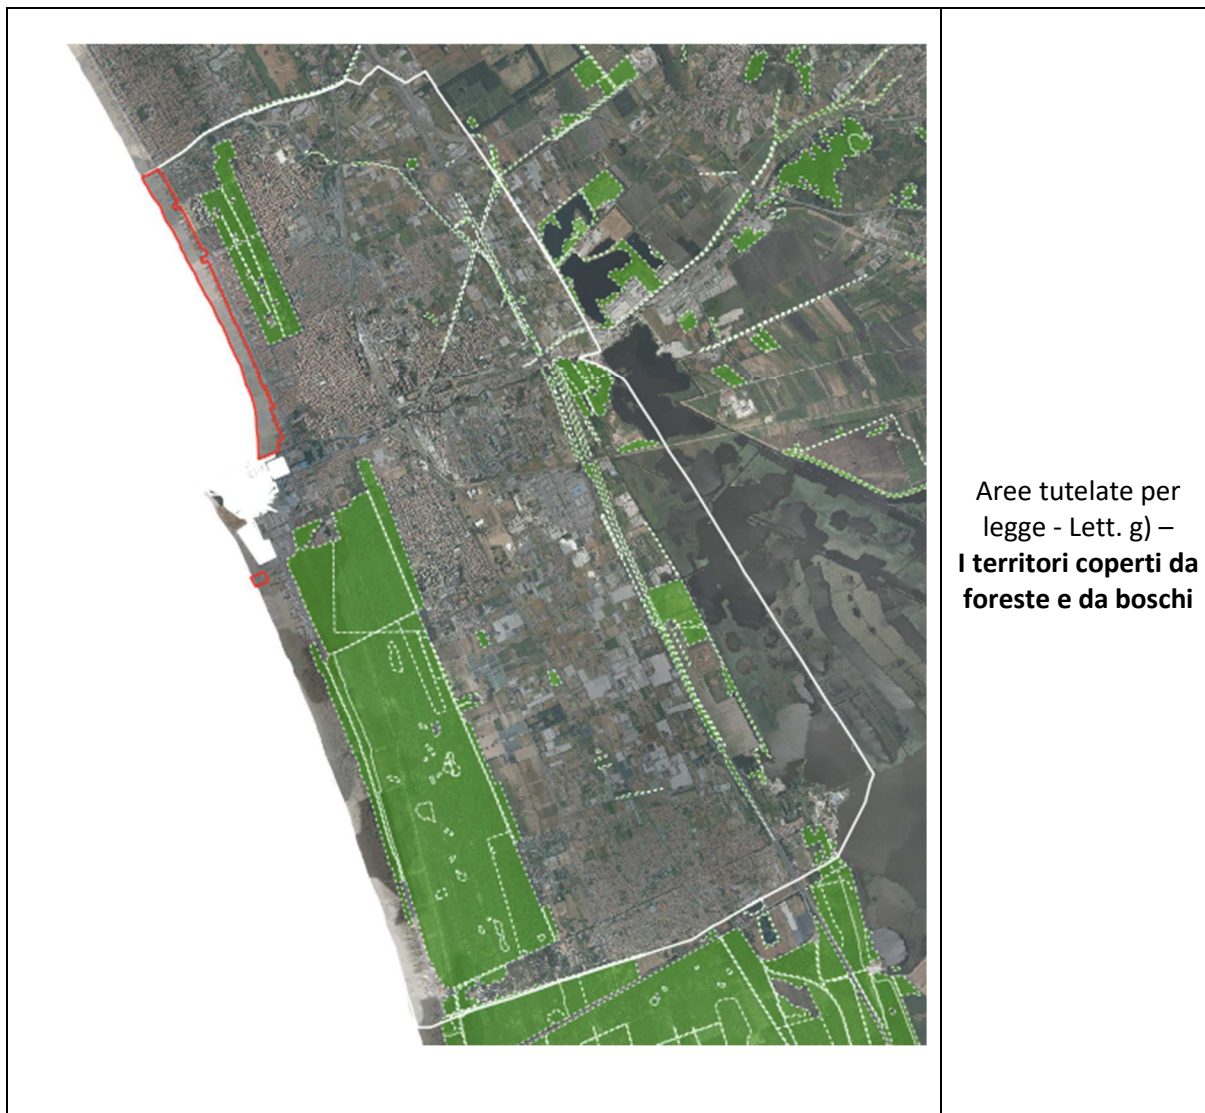 Aree tutelate per
legge - Lett. g) –
I territori coperti da
foreste e da boschi